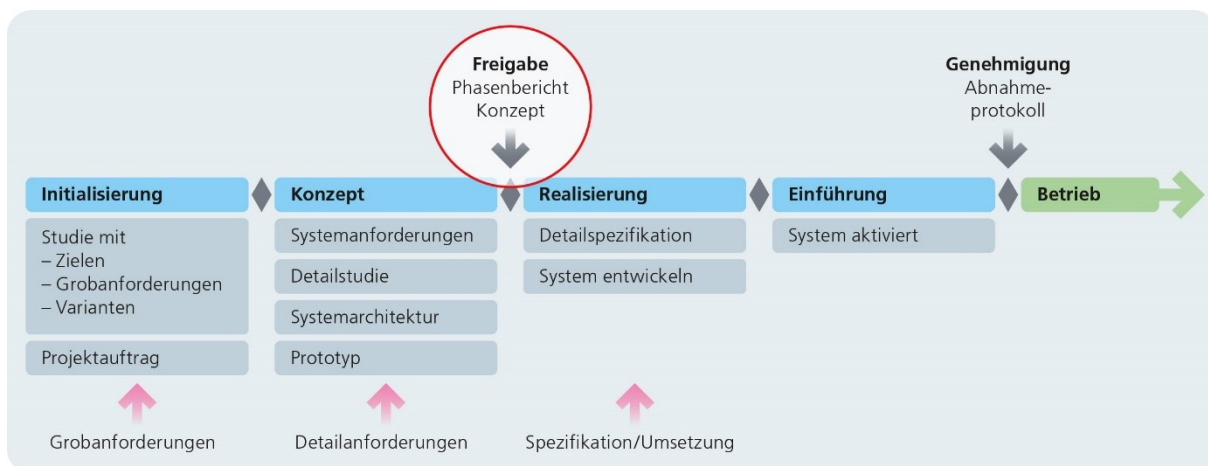 Freigabe
Phasenbericht
Konzept
Genehmigung
Abnahme-
protokoll
Initialisierung
Konzept
Realisierung
Einführung
Betrieb
Studie mit
– Zielen
– Grobanforderungen
– Varianten
Projektauftrag
Systemanforderungen
Detailstudie
Systemarchitektur
Prototyp
Detailspezifikation
System entwickeln
System aktiviert
Grobanforderungen
Detailanforderungen
Spezifikation/Umsetzung